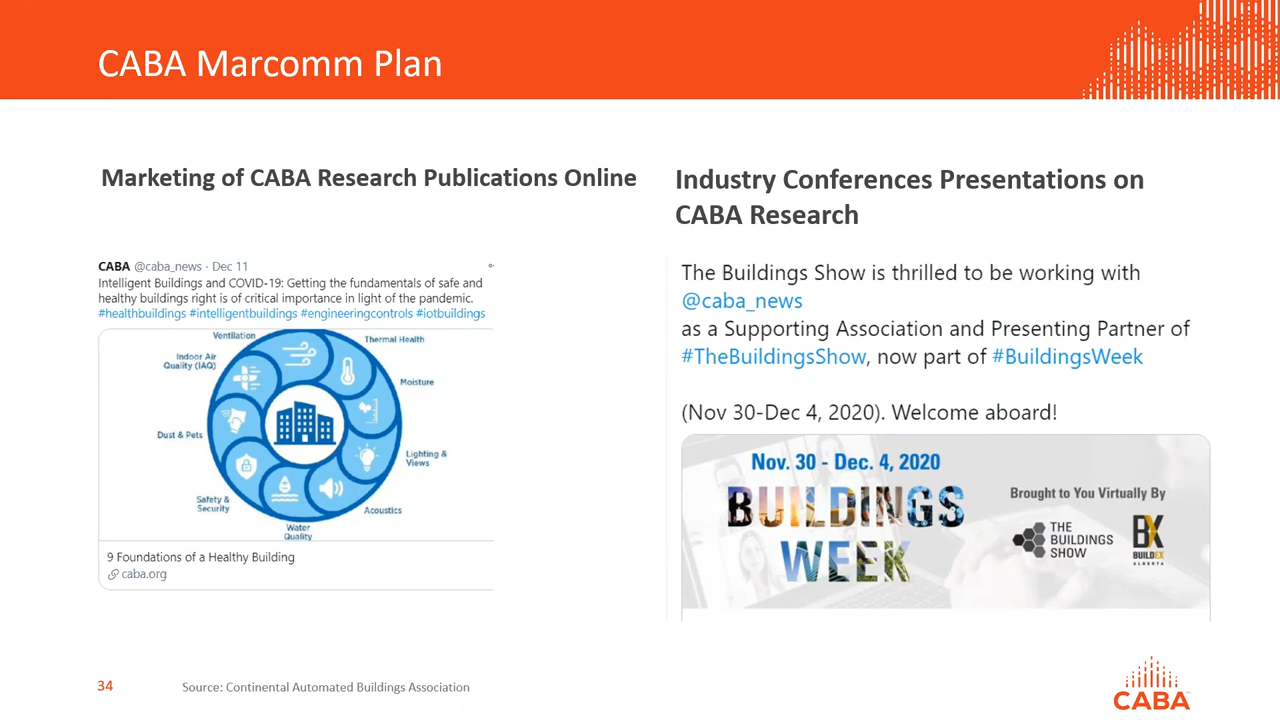 CABA Marcomm Plan
Marketing of CABA Research Publications Online
CABA @caba_news · Dec 11
Intelligent Buildings and COVID-19: Getting the fundamentals of safe and
healthy buildings right is of critical importance in light of the pandemic.
#healthbuildings #intelligentbuildings #engineeringcontrols #iotbuildings
Ventilation
Thermal Health
Indoor Air
Quality (IAQ)
Moisture
Dust & Pets
Lighting &
Views
Safety &
Security
Acoustics
Water
Quality
9 Foundations of a Healthy Building
caba.org
Industry Conferences Presentations on
CABA Research
The Buildings Show is thrilled to be working with
@caba_news
as a Supporting Association and Presenting Partner of
#TheBuildingsShow, now part of #BuildingsWeek
(Nov 30-Dec 4, 2020). Welcome aboard!
Nov. 30 - Dec. 4, 2020
BUILDINGS
WEEK
Brought to You Virtually By
THE
BUILDINGS
SHOW
BX
BUILDEX
ALBERTA
34
Source: Continental Automated Buildings Association
CABA